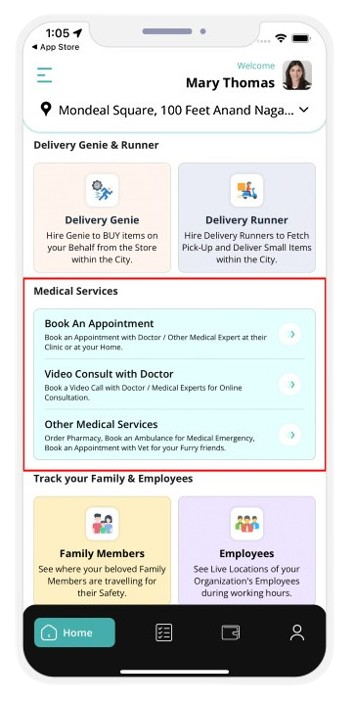 1:05
◀ App Store
Welcome
Mary Thomas
Mondeal Square, 100 Feet Anand Naga...
Delivery Genie & Runner
Delivery Genie
Hire Genie to BUY items on
your Behalf from the Store
within the City.
Delivery Runner
Hire Delivery Runners to Fetch
Pick-Up and Deliver Small Items
within the City.
Medical Services
Book An Appointment
Book an Appointment with Doctor / Other Medical Expert at their
Clinic or at your Home.
Video Consult with Doctor
Book a Video Call with Doctor / Medical Experts for Online
Consultation.
Other Medical Services
Order Pharmacy, Book an Ambulance for Medical Emergency,
Book an Appointment with Vet for your Furry friends.
Track your Family & Employees
Family Members
See where your beloved Family
Members are travelling for
their Safety.
Employees
See Live Locations of your
Organization's Employees
during working hours.
Home